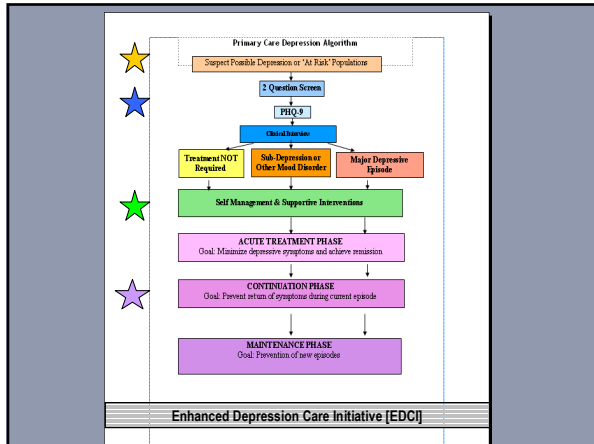 Primary Care Depression Algorithm
Suspect Possible Depression or 'At Risk' Populations
2 Question Screen
PHQ-9
Clinical Interview
Treatment NOT
Required
Sub-Depression or
Other Mood Disorder
Major Depressive
Episode
Self Management & Supportive Interventions
ACUTE TREATMENT PHASE
Goal: Minimize depressive symptoms and achieve remission
CONTINUATION PHASE
Goal: Prevent return of symptoms during current episode
MAINTENANCE PHASE
Goal: Prevention of new episodes
Enhanced Depression Care Initiative [EDCI]